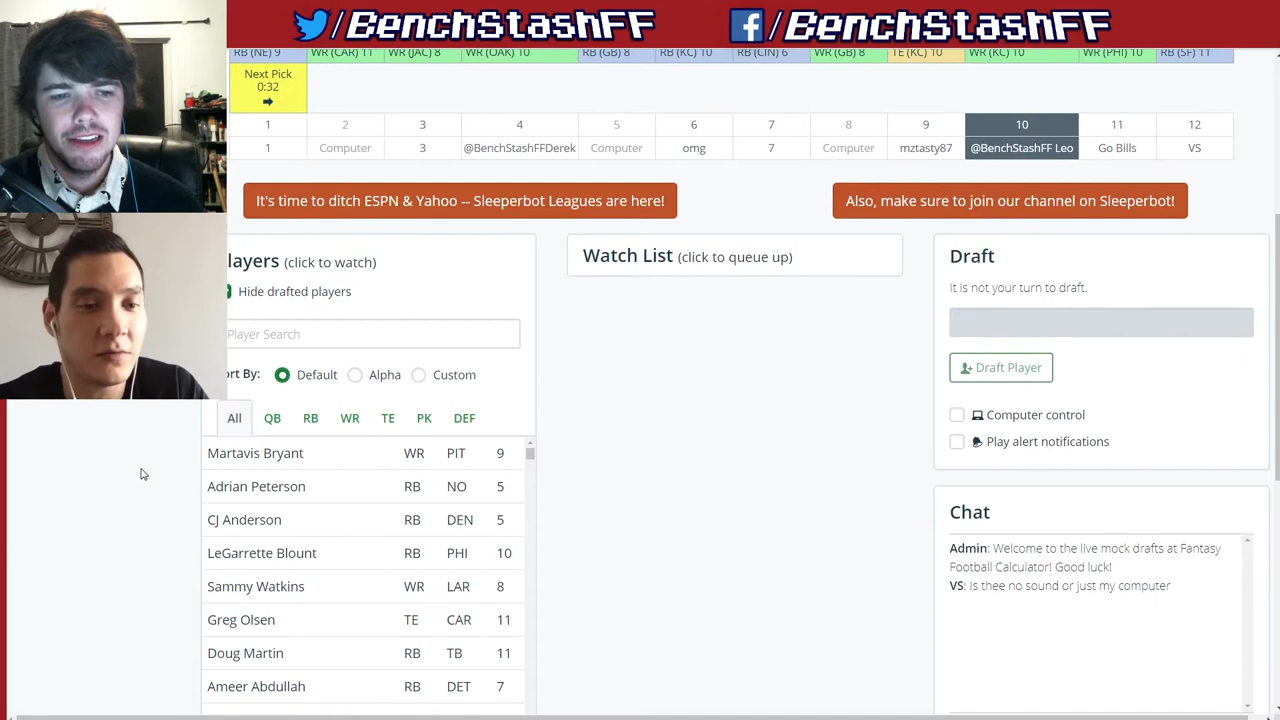 /BenchStashFF /BenchStashFF
RB (NE) 9 WR (CAR) 11 WR (JAC) 8 WR (OAK) 10 RB (GB) 8 RB (KC) 10 RB (CIN) 6 WR (GB) 8 TE (KC) 10 WR (KC) 10 WR (PHI) 10 RB (SF) 11
Next Pick
0:32
1 2 3 4 5 6 7 8 9 10 11 12
1 Computer 3 @BenchStashFFDerek Computer omg 7 Computer mztasty87 @BenchStashFF Leo Go Bills VS
It's time to ditch ESPN & Yahoo -- Sleeperbot Leagues are here! Also, make sure to join our channel on Sleeperbot!
layers (click to watch)
Hide drafted players
Player Search
ort By: Default Alpha Custom
All QB RB WR TE PK DEF
Martavis Bryant WR PIT 9
Adrian Peterson RB NO 5
CJ Anderson RB DEN 5
LeGarrette Blount RB PHI 10
Sammy Watkins WR LAR 8
Greg Olsen TE CAR 11
Doug Martin RB TB 11
Ameer Abdullah RB DET 7
Watch List (click to queue up)
Draft
It is not your turn to draft.
Draft Player
Computer control
Play alert notifications
Chat
Admin: Welcome to the live mock drafts at Fantasy
Football Calculator! Good luck!
VS: Is thee no sound or just my computer